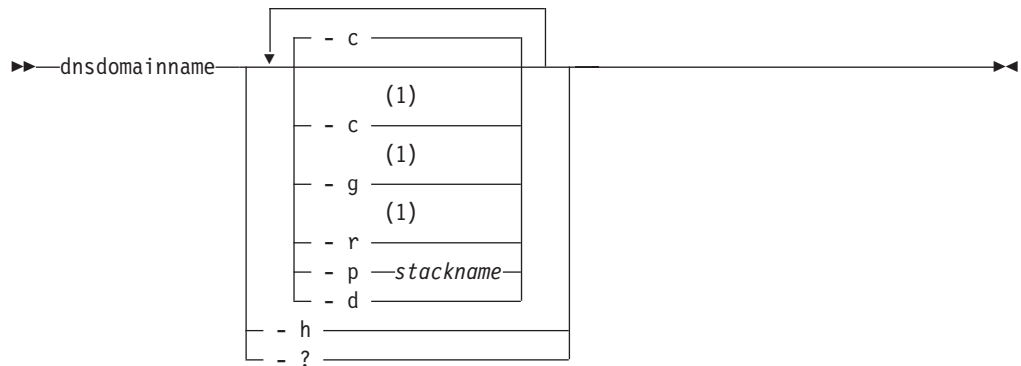 - c
dnsdomainname
(1)
- c
(1)
- g
(1)
- r
- p stackname
- d
- h
- ?